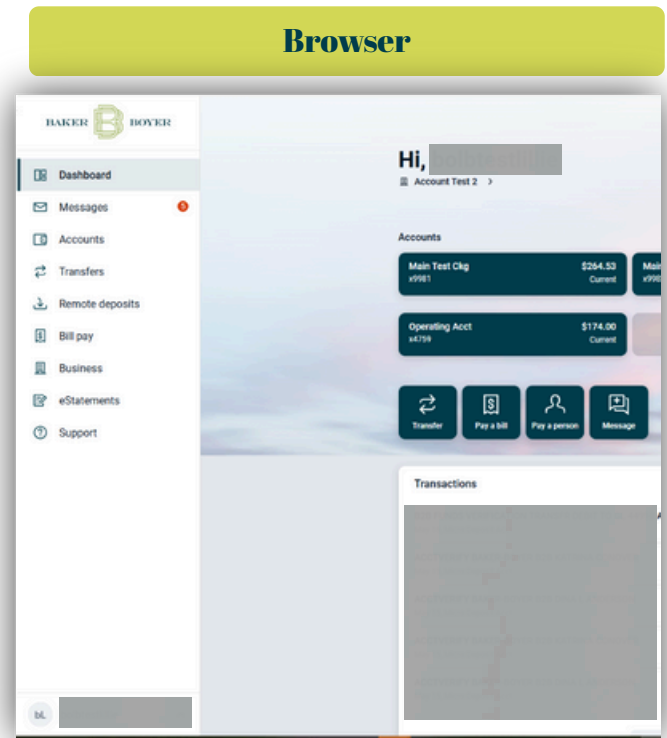 Browser
BAKER B BOYER
Dashboard
Messages 5
Accounts
Transfers
Remote deposits
Bill pay
Business
eStatements
Support
bl.
Hi,
Account Test 2 >
Accounts
Main Test Ckg $264.53
x9981 Current
Operating Acct $174.00
x4759 Current
Transfer
Pay a bill
Pay a person
Message
Transactions